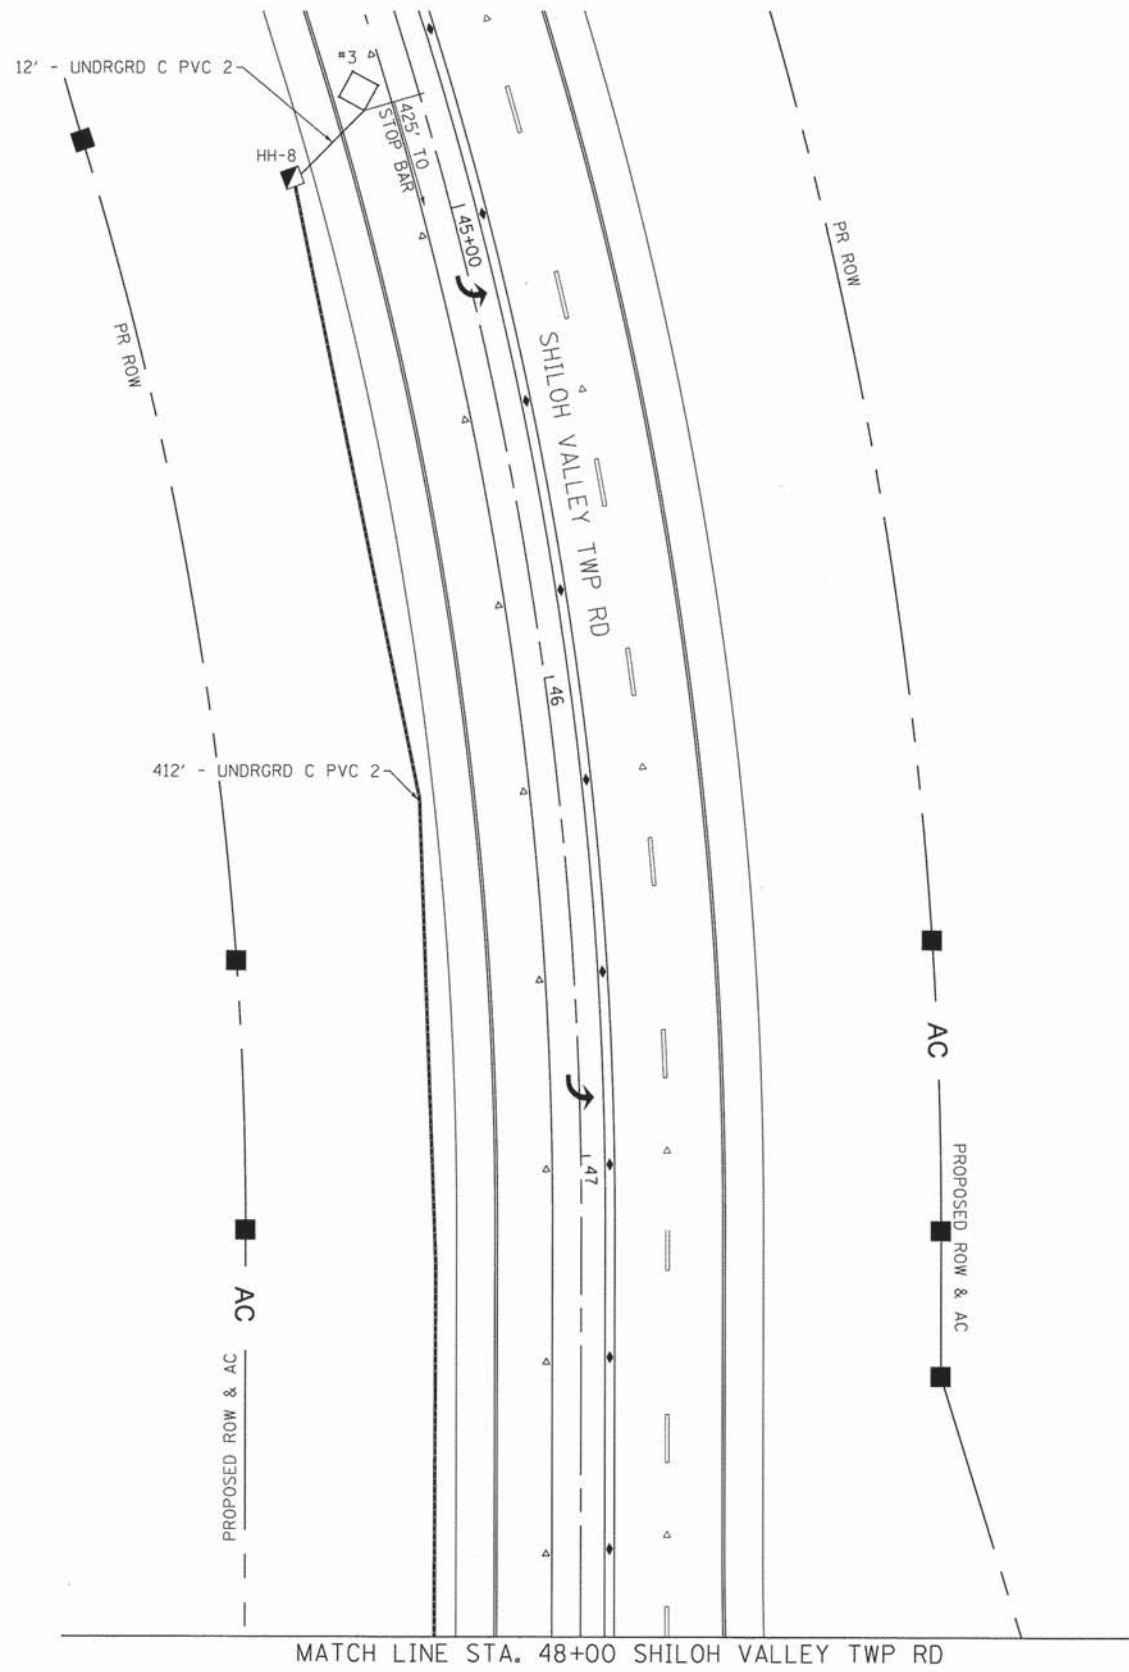 #3
12' - UNDRGRD C PVC 2
425' TO
STOP BAR
HH-8
45+00
PR ROW
PR ROW
SHILOH VALLEY TWP RD
46
412' - UNDRGRD C PVC 2
AC
47
PROPOSED ROW & AC
AC
PROPOSED ROW & AC
MATCH LINE STA. 48+00 SHILOH VALLEY TWP RD